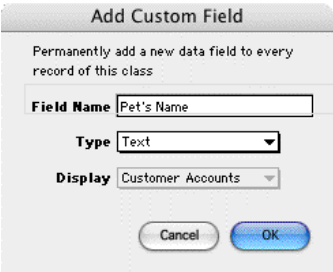 Add Custom Field
Permanently add a new data field to every
record of this class
Field Name Pet's Name
Type Text
Display Customer Accounts
Cancel OK